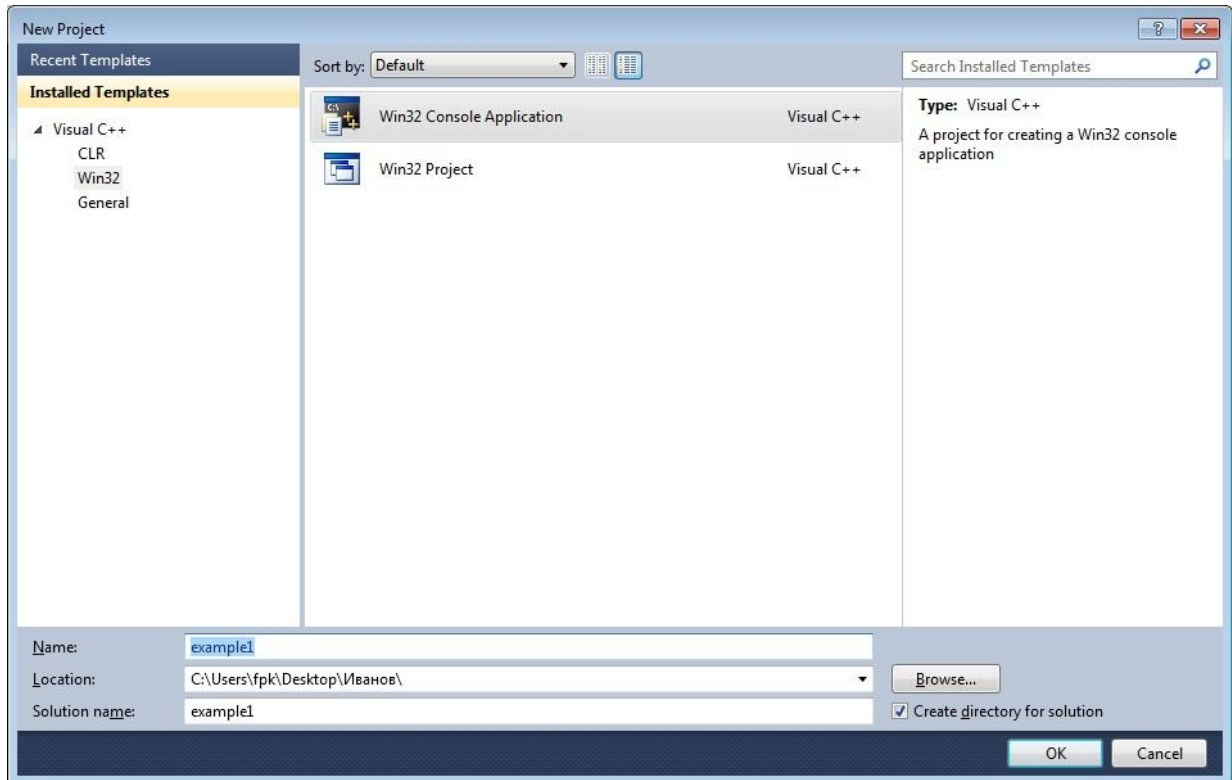 New Project
Recent Templates
Installed Templates
Visual C++
CLR
Win32
General
Sort by: Default
Win32 Console Application Visual C++
Win32 Project Visual C++
Search Installed Templates
Type: Visual C++
A project for creating a Win32 console
application
Name: example1
Location: C:\Users\fpk\Desktop\Иванов\
Browse...
Solution name: example1
Create directory for solution
OK Cancel